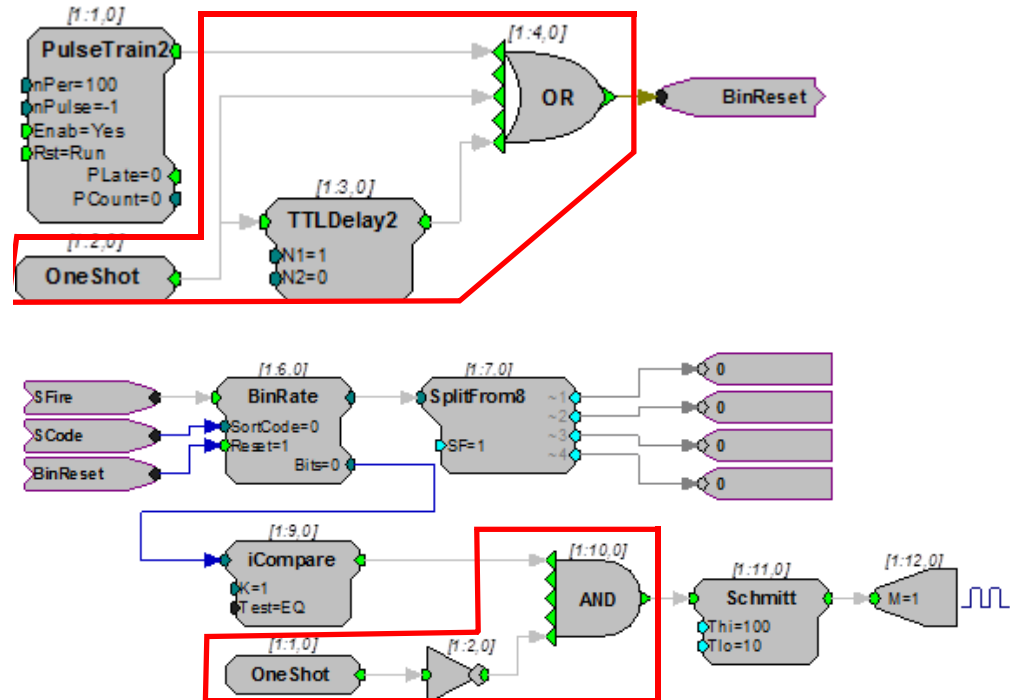 [1:1,0]
PulseTrain2
nPer=100
nPulse=-1
Enab=Yes
Rst=Run
PLate=0
PCount=0
[1:4,0]
OR
BinReset
[1:3,0]
TTLDelay2
N1=1
N2=0
[1:2,0]
OneShot
SFire
SCode
BinReset
[1:6,0]
BinRate
SortCode=0
Reset=1
Bits=0
[1:7,0]
SplitFrom8
SF=1
~1
~2
~3
~4
0
0
0
0
[1:9,0]
iCompare
K=1
Test=EQ
[1:10,0]
AND
[1:11,0]
Schmitt
Thi=100
Tlo=10
[1:12,0]
M=1
[1:1,0]
OneShot
[1:2,0]